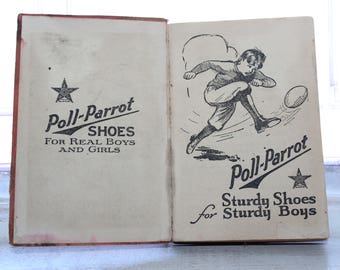 Poll-Parrot
SHOES
FOR REAL BOYS
AND GIRLS
Poll-Parrot
Sturdy Shoes
for Sturdy Boys